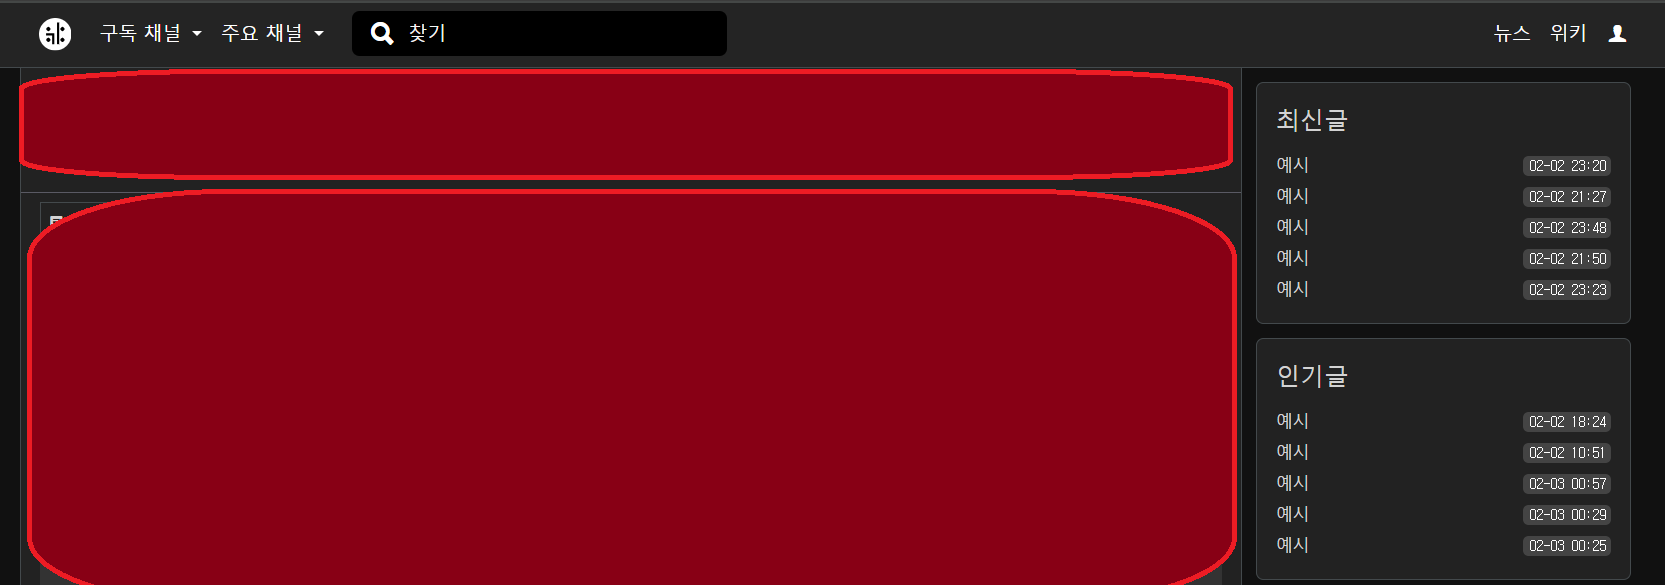 구독 채널 주요 채널 찾기 뉴스 위키
최신글
예시 02-02 23:20
예시 02-02 21:27
예시 02-02 23:48
예시 02-02 21:50
예시 02-02 23:23
인기글
예시 02-02 18:24
예시 02-02 10:51
예시 02-03 00:57
예시 02-03 00:29
예시 02-03 00:25